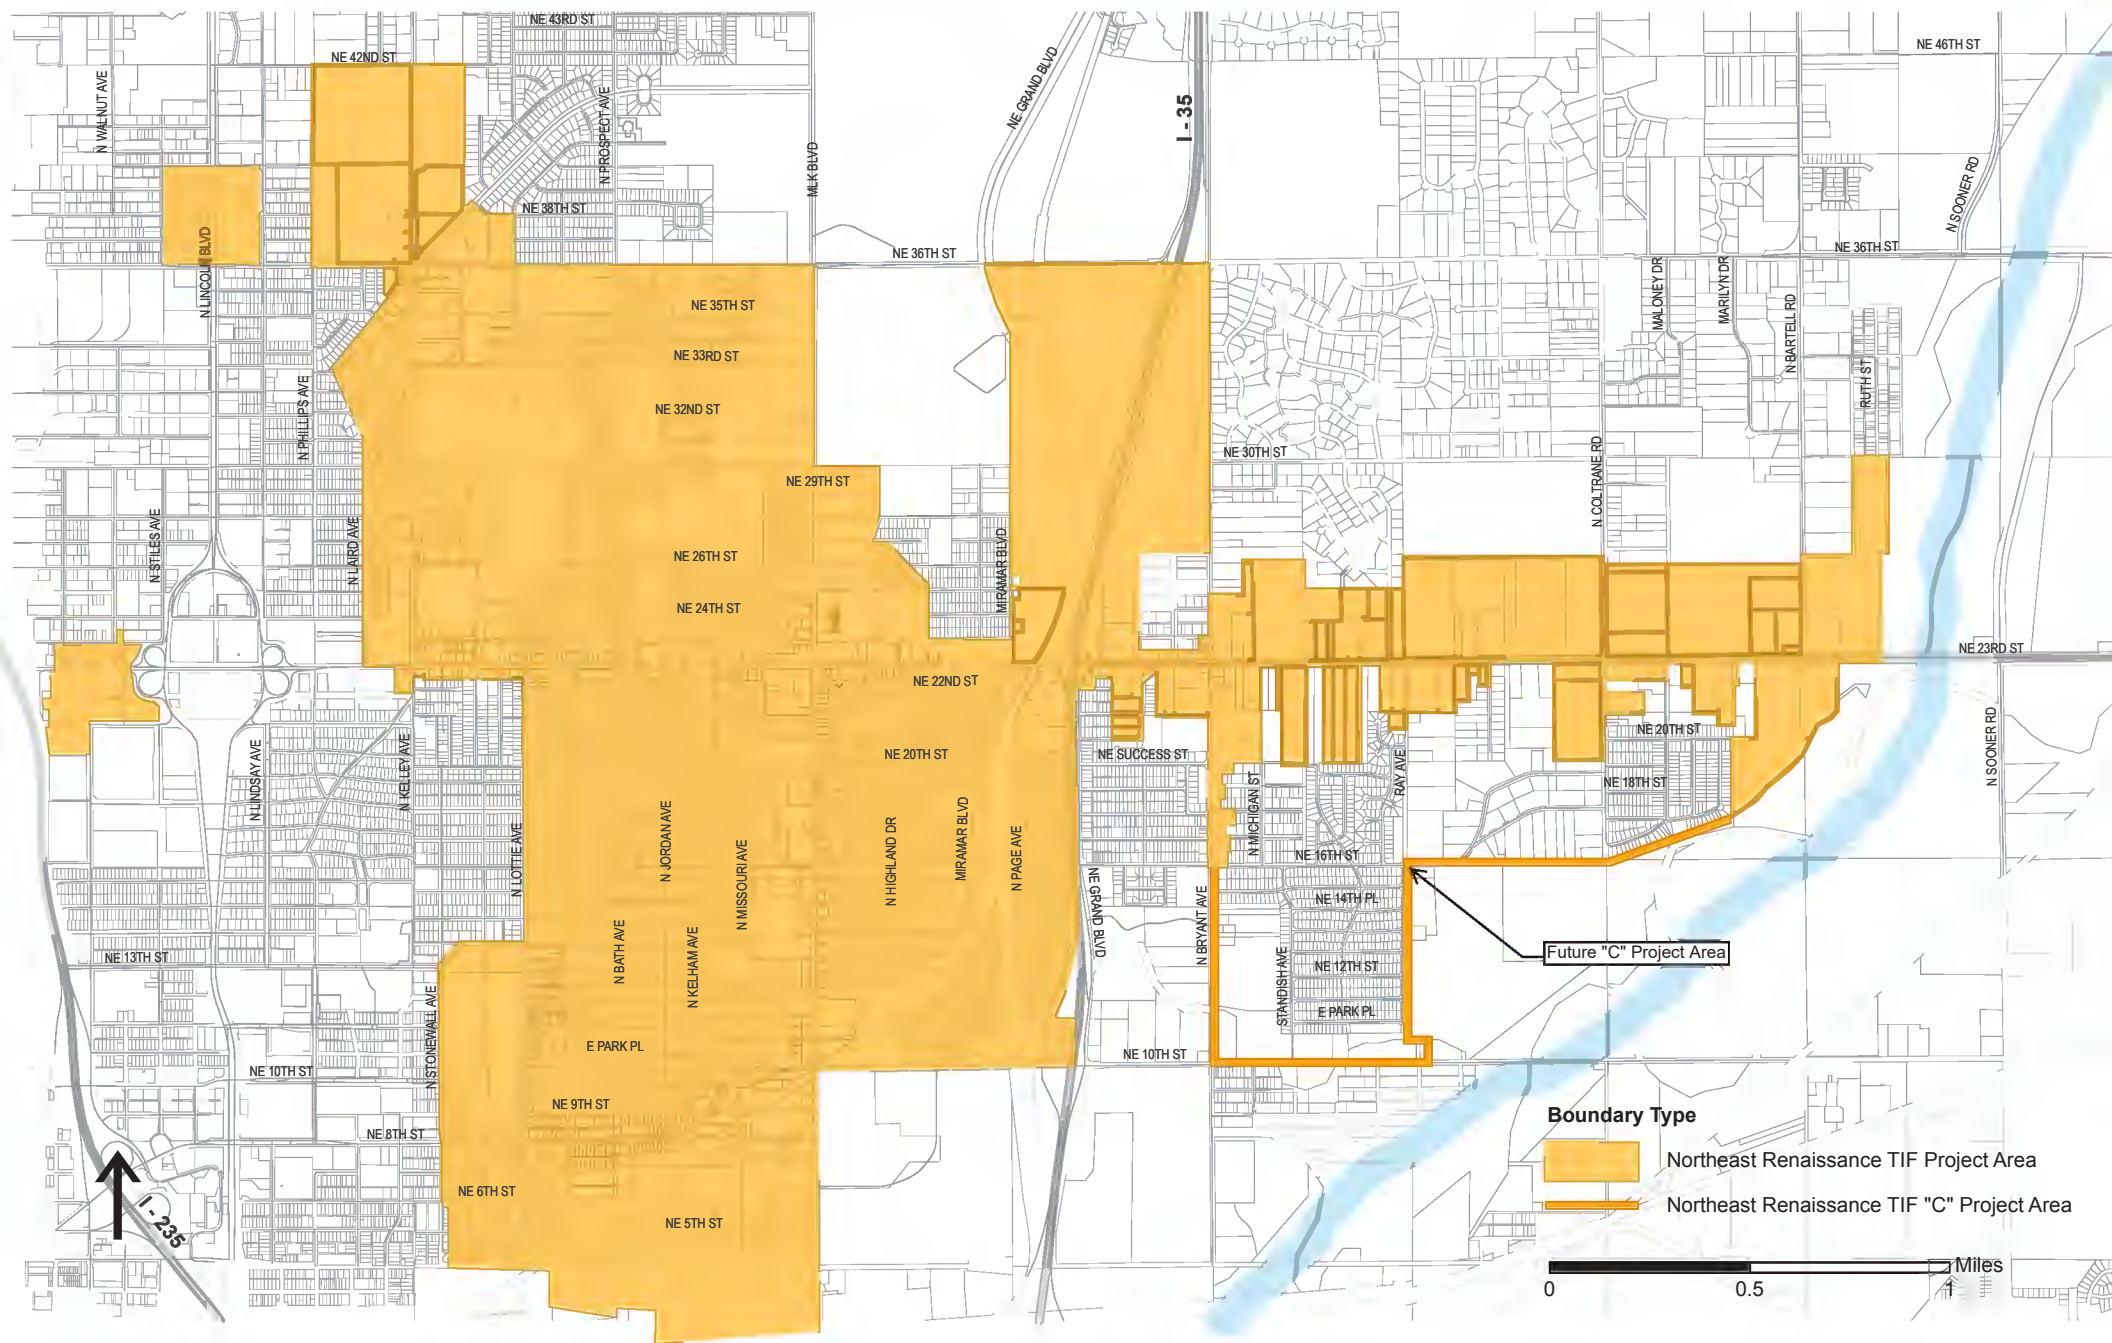 NE 43RD ST
NE 42ND ST
NE 46TH ST
N WALNUT AVE
N PROSPECT AVE
MLK BLVD
NE GRAND BLVD
I - 35
N SOONER RD
NE 38TH ST
N LINCOLN BLVD
NE 36TH ST
NE 36TH ST
MALONEY DR
MARILYN DR
N BARTELL RD
RUTH ST
NE 35TH ST
NE 33RD ST
NE 32ND ST
N PHILLIPS AVE
NE 30TH ST
N COLTRANE RD
NE 29TH ST
N STILES AVE
N LAIRD AVE
NE 26TH ST
MIRAMAR BLVD
NE 24TH ST
NE 23RD ST
NE 22ND ST
NE 20TH ST
NE SUCCESS ST
NE 20TH ST
NE 18TH ST
N SOONER RD
N LINDSAY AVE
N KELLEY AVE
N LOTTIE AVE
N JORDAN AVE
N MISSOURI AVE
N HIGHLAND DR
MIRAMAR BLVD
N PAGE AVE
N MICHIGAN ST
RAY AVE
NE 16TH ST
NE 14TH PL
NE GRAND BLVD
N BRYANT AVE
N BATH AVE
N KELHAM AVE
NE 13TH ST
STANDISH AVE
NE 12TH ST
Future "C" Project Area
E PARK PL
N STONEWALL AVE
E PARK PL
NE 10TH ST
NE 10TH ST
NE 9TH ST
NE 8TH ST
NE 6TH ST
NE 5TH ST
I - 235
Boundary Type
Northeast Renaissance TIF Project Area
Northeast Renaissance TIF "C" Project Area
Miles
0 0.5 1